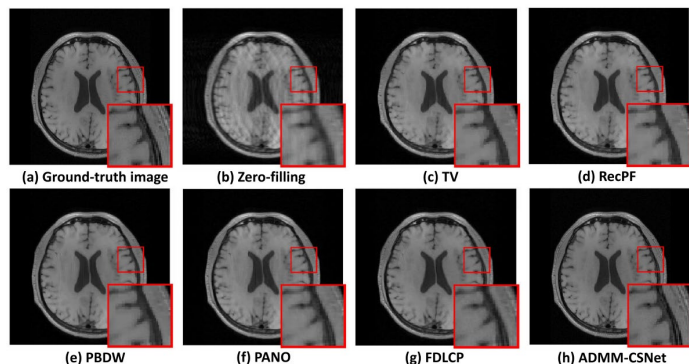 (a) Ground-truth image
(b) Zero-filling
(c) TV
(d) RecPF
(e) PBDW
(f) PANO
(g) FDLCP
(h) ADMM-CSNet